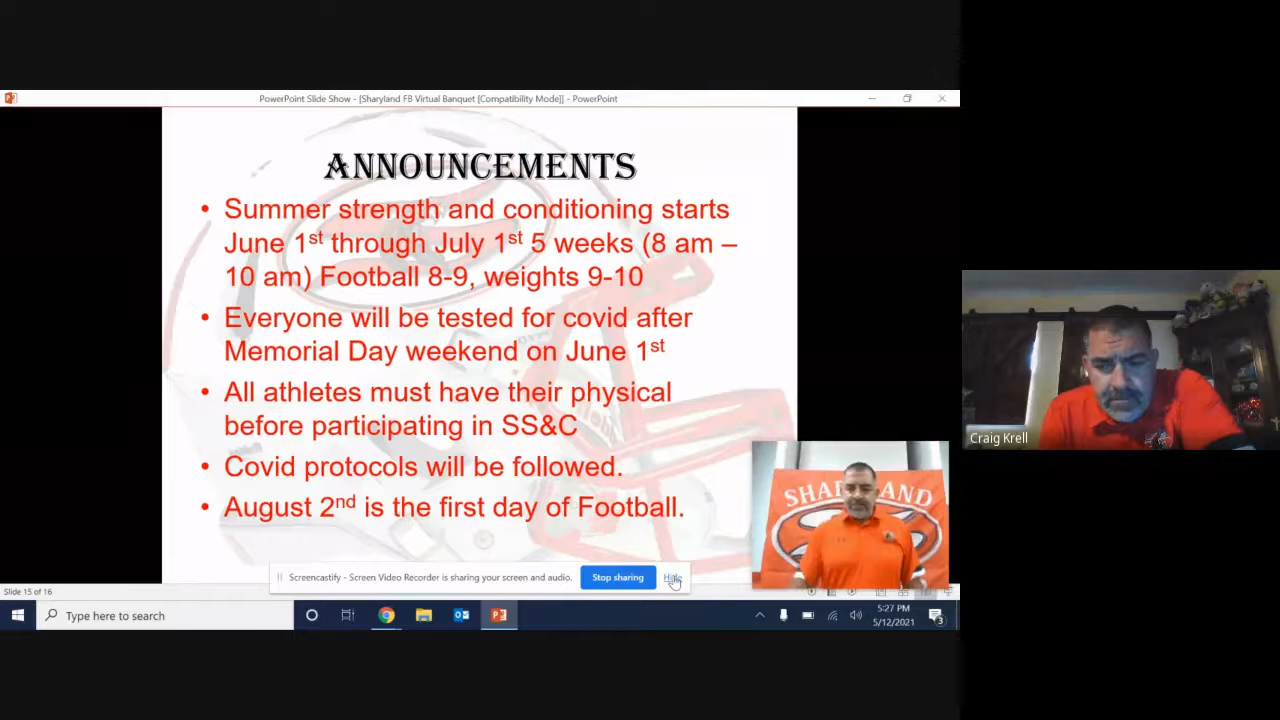 PowerPoint Slide Show - [Sharyland FB Virtual Banquet [Compatibility Mode]] - PowerPoint
ANNOUNCEMENTS
• Summer strength and conditioning starts
June 1st through July 1st 5 weeks (8 am –
10 am) Football 8-9, weights 9-10
• Everyone will be tested for covid after
Memorial Day weekend on June 1st
• All athletes must have their physical
before participating in SS&C
• Covid protocols will be followed.
• August 2nd is the first day of Football.
Craig Krell
SHARYLAND
Screencastify - Screen Video Recorder is sharing your screen and audio.
Stop sharing
Hide
Slide 15 of 16
Type here to search
5:27 PM
5/12/2021
3